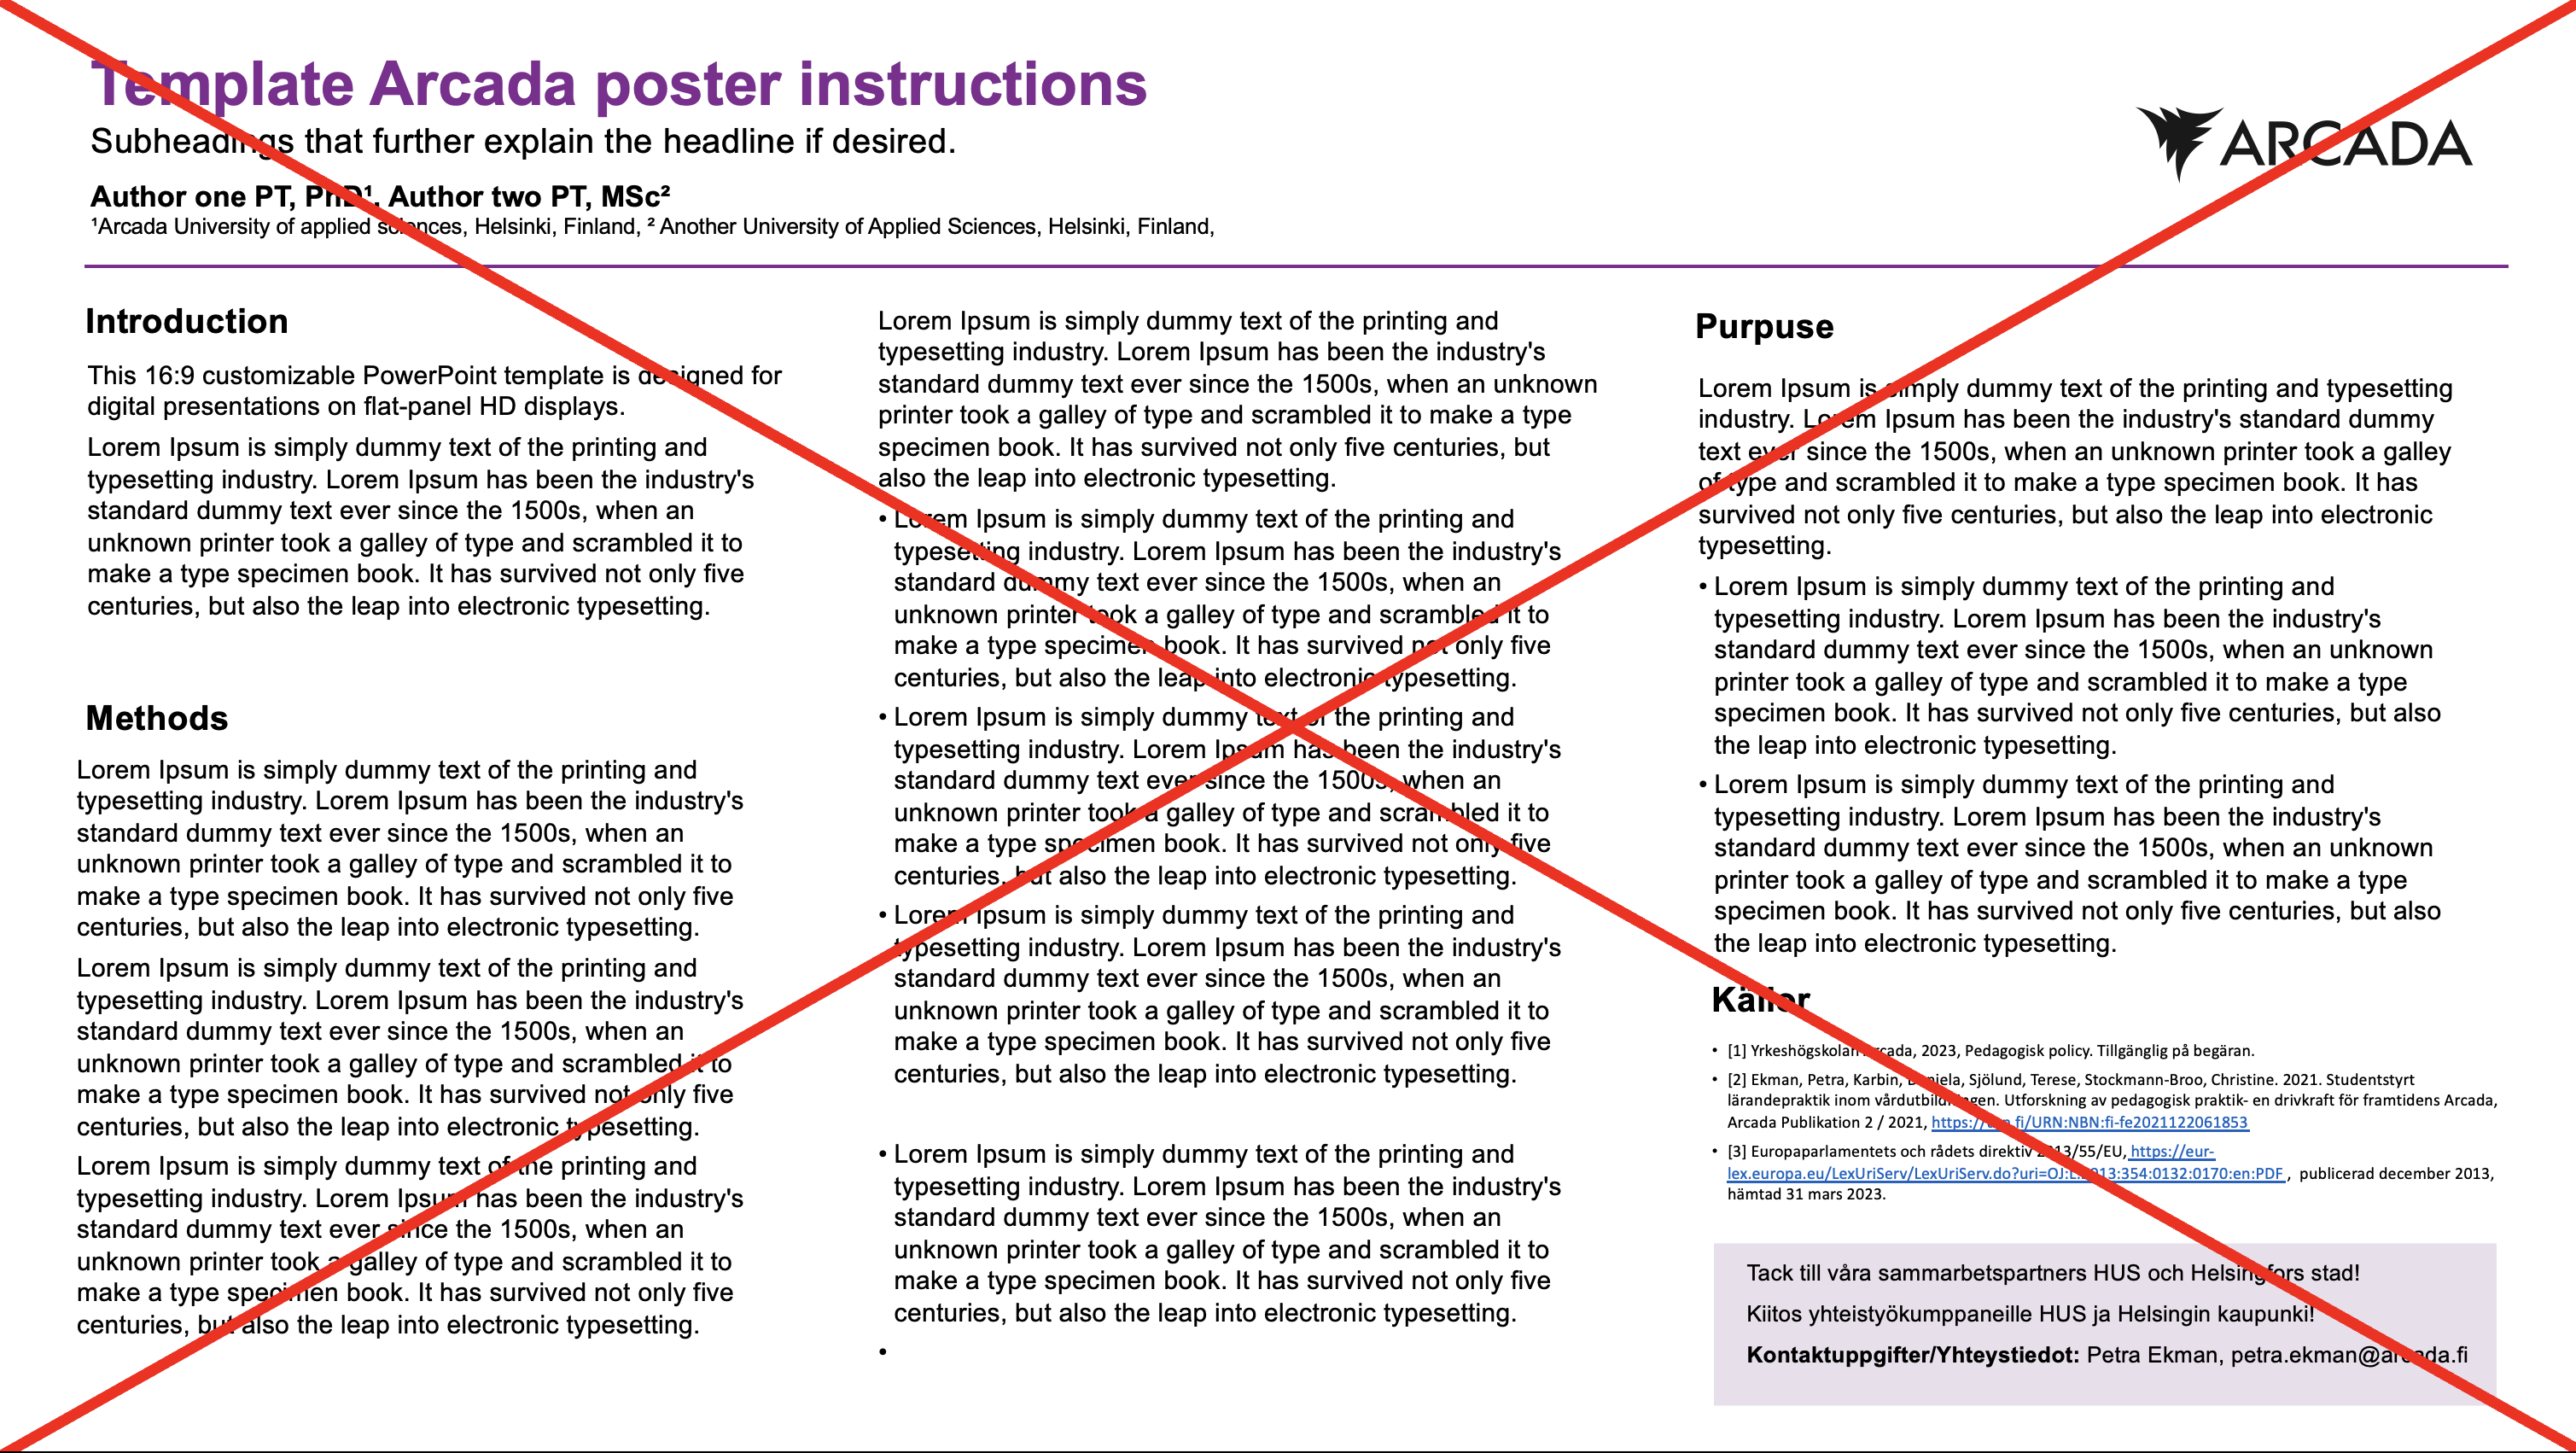 Template Arcada poster instructions
Subheadings that further explain the headline if desired.
Author one PT, PhD¹, Author two PT, MSc²
¹Arcada University of applied sciences, Helsinki, Finland, ² Another University of Applied Sciences, Helsinki, Finland,
ARCADA
Introduction
This 16:9 customizable PowerPoint template is designed for
digital presentations on flat-panel HD displays.
Lorem Ipsum is simply dummy text of the printing and
typesetting industry. Lorem Ipsum has been the industry's
standard dummy text ever since the 1500s, when an
unknown printer took a galley of type and scrambled it to
make a type specimen book. It has survived not only five
centuries, but also the leap into electronic typesetting.
Methods
Lorem Ipsum is simply dummy text of the printing and
typesetting industry. Lorem Ipsum has been the industry's
standard dummy text ever since the 1500s, when an
unknown printer took a galley of type and scrambled it to
make a type specimen book. It has survived not only five
centuries, but also the leap into electronic typesetting.
Lorem Ipsum is simply dummy text of the printing and
typesetting industry. Lorem Ipsum has been the industry's
standard dummy text ever since the 1500s, when an
unknown printer took a galley of type and scrambled it to
make a type specimen book. It has survived not only five
centuries, but also the leap into electronic typesetting.
Lorem Ipsum is simply dummy text of the printing and
typesetting industry. Lorem Ipsum has been the industry's
standard dummy text ever since the 1500s, when an
unknown printer took a galley of type and scrambled it to
make a type specimen book. It has survived not only five
centuries, but also the leap into electronic typesetting.
Lorem Ipsum is simply dummy text of the printing and
typesetting industry. Lorem Ipsum has been the industry's
standard dummy text ever since the 1500s, when an unknown
printer took a galley of type and scrambled it to make a type
specimen book. It has survived not only five centuries, but
also the leap into electronic typesetting.
• Lorem Ipsum is simply dummy text of the printing and
typesetting industry. Lorem Ipsum has been the industry's
standard dummy text ever since the 1500s, when an
unknown printer took a galley of type and scrambled it to
make a type specimen book. It has survived not only five
centuries, but also the leap into electronic typesetting.
• Lorem Ipsum is simply dummy text of the printing and
typesetting industry. Lorem Ipsum has been the industry's
standard dummy text ever since the 1500s, when an
unknown printer took a galley of type and scrambled it to
make a type specimen book. It has survived not only five
centuries, but also the leap into electronic typesetting.
• Lorem Ipsum is simply dummy text of the printing and
typesetting industry. Lorem Ipsum has been the industry's
standard dummy text ever since the 1500s, when an
unknown printer took a galley of type and scrambled it to
make a type specimen book. It has survived not only five
centuries, but also the leap into electronic typesetting.
• Lorem Ipsum is simply dummy text of the printing and
typesetting industry. Lorem Ipsum has been the industry's
standard dummy text ever since the 1500s, when an
unknown printer took a galley of type and scrambled it to
make a type specimen book. It has survived not only five
centuries, but also the leap into electronic typesetting.
•
Purpuse
Lorem Ipsum is simply dummy text of the printing and typesetting
industry. Lorem Ipsum has been the industry's standard dummy
text ever since the 1500s, when an unknown printer took a galley
of type and scrambled it to make a type specimen book. It has
survived not only five centuries, but also the leap into electronic
typesetting.
• Lorem Ipsum is simply dummy text of the printing and
typesetting industry. Lorem Ipsum has been the industry's
standard dummy text ever since the 1500s, when an unknown
printer took a galley of type and scrambled it to make a type
specimen book. It has survived not only five centuries, but also
the leap into electronic typesetting.
• Lorem Ipsum is simply dummy text of the printing and
typesetting industry. Lorem Ipsum has been the industry's
standard dummy text ever since the 1500s, when an unknown
printer took a galley of type and scrambled it to make a type
specimen book. It has survived not only five centuries, but also
the leap into electronic typesetting.
Källor
• [1] Yrkeshögskolan Arcada, 2023, Pedagogisk policy. Tillgänglig på begäran.
• [2] Ekman, Petra, Karbin, Daniela, Sjölund, Terese, Stockmann-Broo, Christine. 2021. Studentstyrt
lärandepraktik inom vårdutbildningen. Utforskning av pedagogisk praktik- en drivkraft för framtidens Arcada,
Arcada Publikation 2 / 2021, https://urn.fi/URN:NBN:fi-fe2021122061853
• [3] Europaparlamentets och rådets direktiv 2013/55/EU, https://eur-
lex.europa.eu/LexUriServ/LexUriServ.do?uri=OJ:L:2013:354:0132:0170:en:PDF , publicerad december 2013,
hämtad 31 mars 2023.
Tack till våra sammarbetspartners HUS och Helsingfors stad!
Kiitos yhteistyökumppaneille HUS ja Helsingin kaupunki!
Kontaktuppgifter/Yhteystiedot: Petra Ekman, petra.ekman@arcada.fi